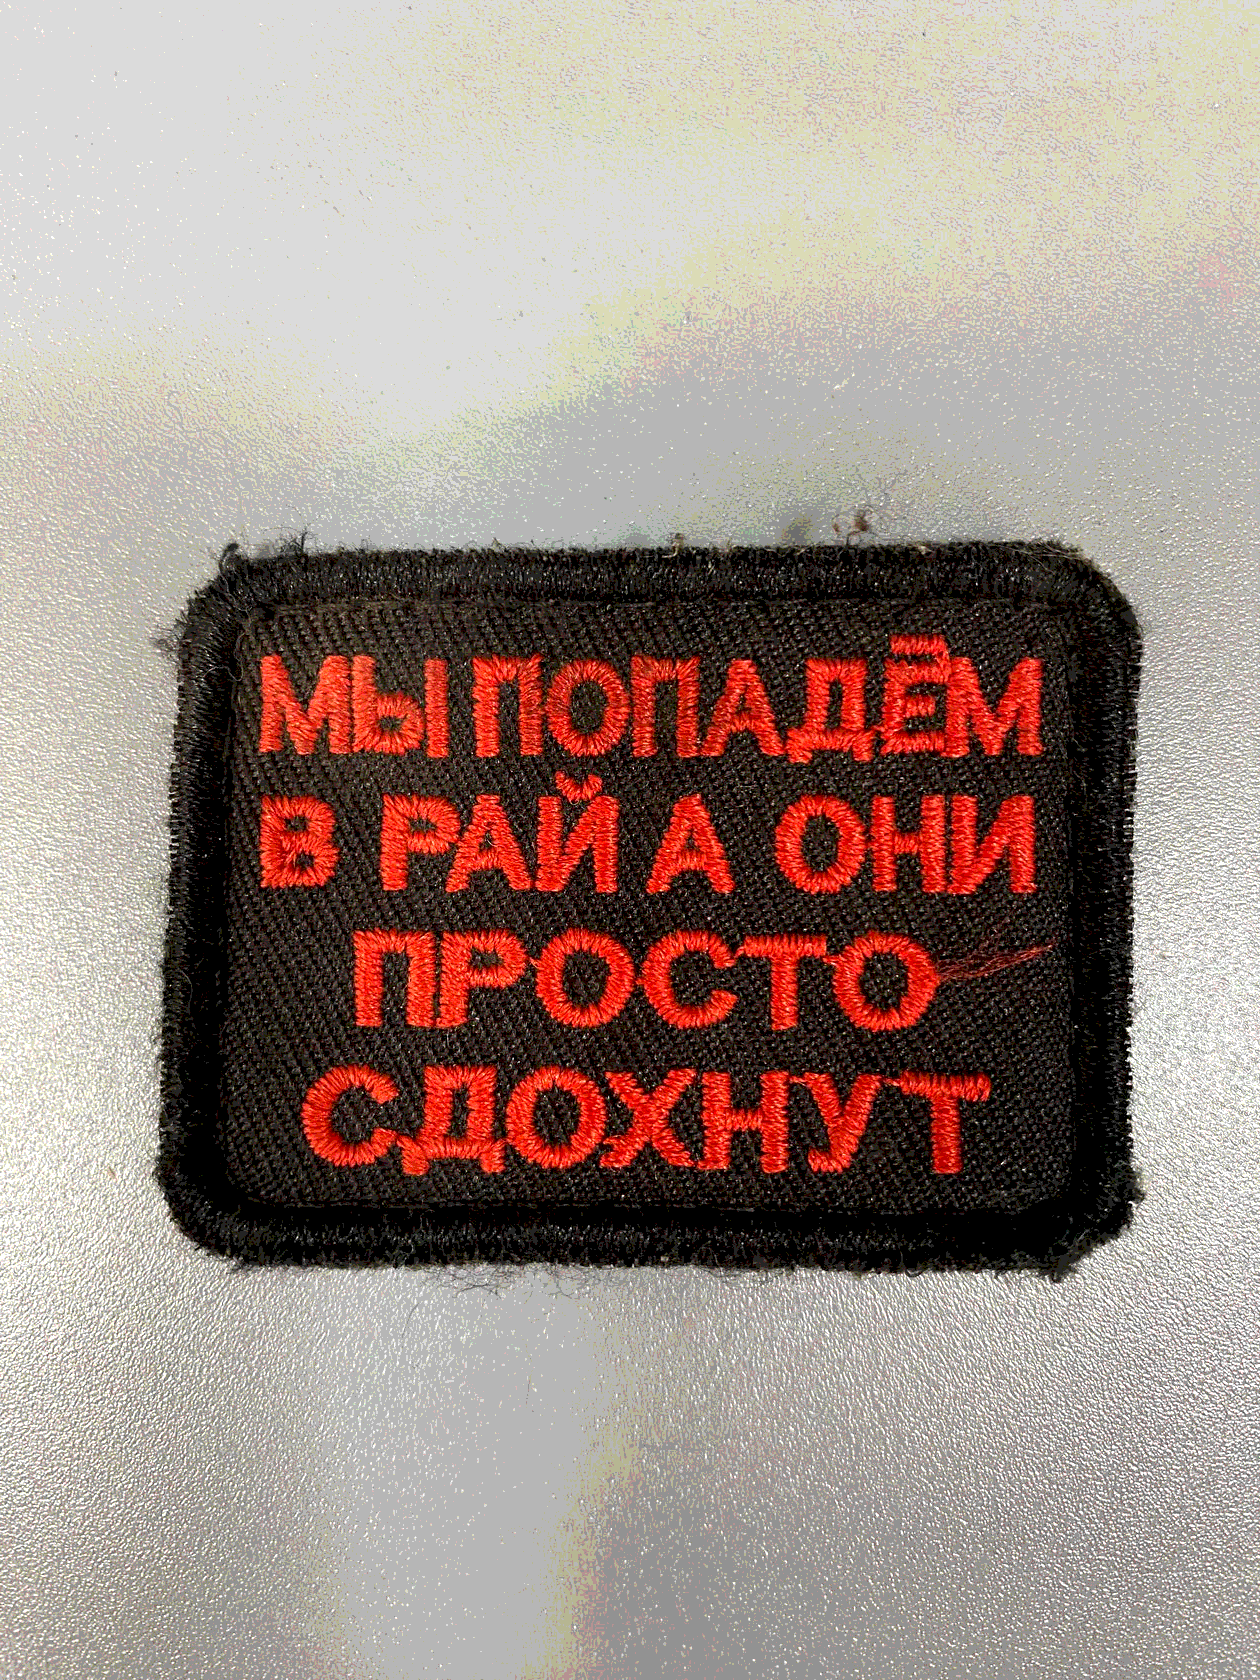 МЫ ПОПАДЁМ
В РАЙ А ОНИ
ПРОСТО
СДОХНУТ